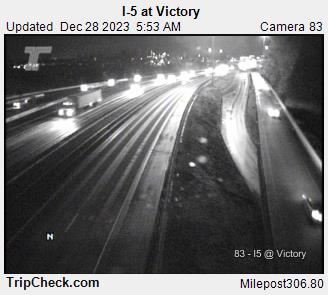 I-5 at Victory
Updated Dec 28 2023 5:53 AM Camera 83
T
N
83 - I5 @ Victory
TripCheck.com Milepost306.80